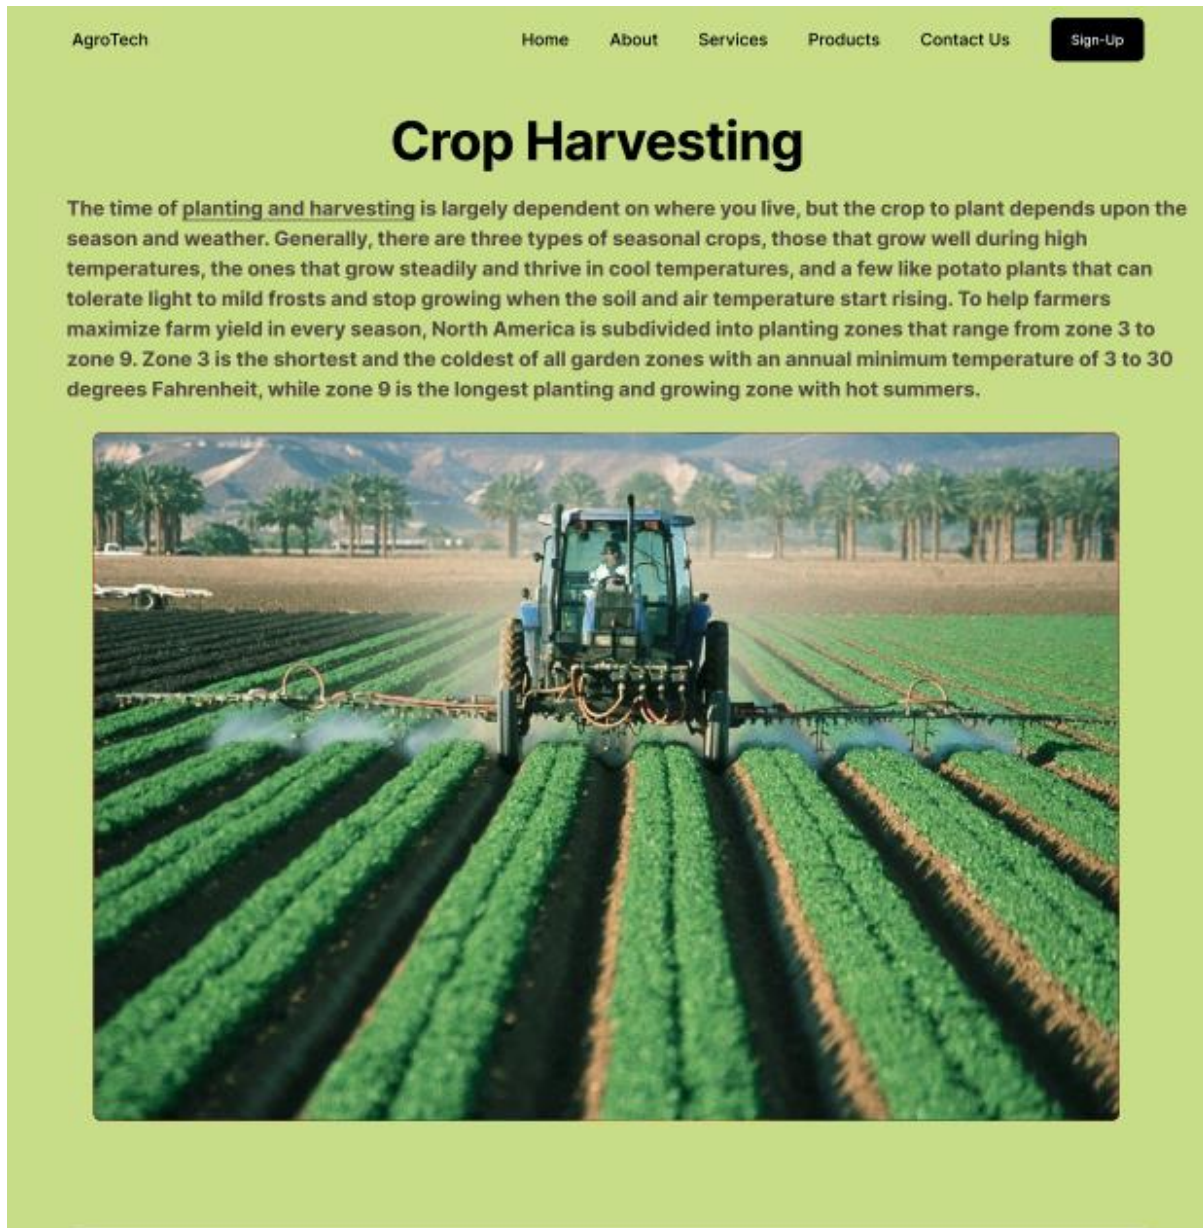 AgroTech
Home About Services Products Contact Us Sign-Up
Crop Harvesting
The time of planting and harvesting is largely dependent on where you live, but the crop to plant depends upon the
season and weather. Generally, there are three types of seasonal crops, those that grow well during high
temperatures, the ones that grow steadily and thrive in cool temperatures, and a few like potato plants that can
tolerate light to mild frosts and stop growing when the soil and air temperature start rising. To help farmers
maximize farm yield in every season, North America is subdivided into planting zones that range from zone 3 to
zone 9. Zone 3 is the shortest and the coldest of all garden zones with an annual minimum temperature of 3 to 30
degrees Fahrenheit, while zone 9 is the longest planting and growing zone with hot summers.